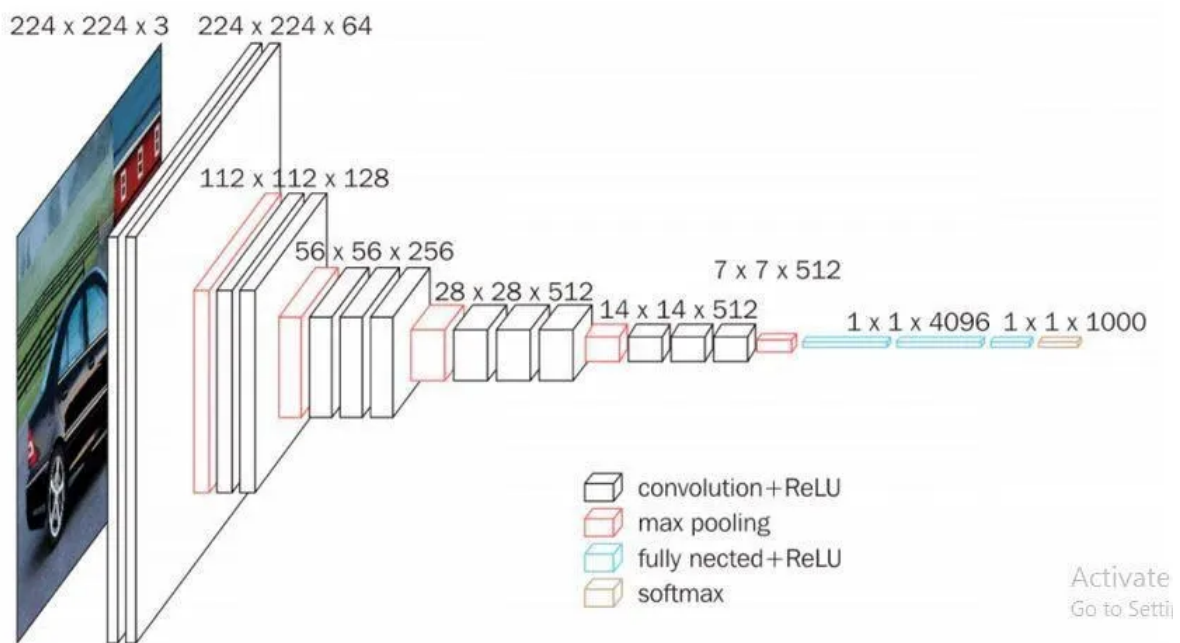 224 x 224 x 3
224 x 224 x 64
112 x 112 x 128
56 x 56 x 256
28 x 28 x 512
14 x 14 x 512
7 x 7 x 512
1 x 1 x 4096
1 x 1 x 1000
convolution+ReLU
max pooling
fully nected+ReLU
softmax
Activate
Go to Setti